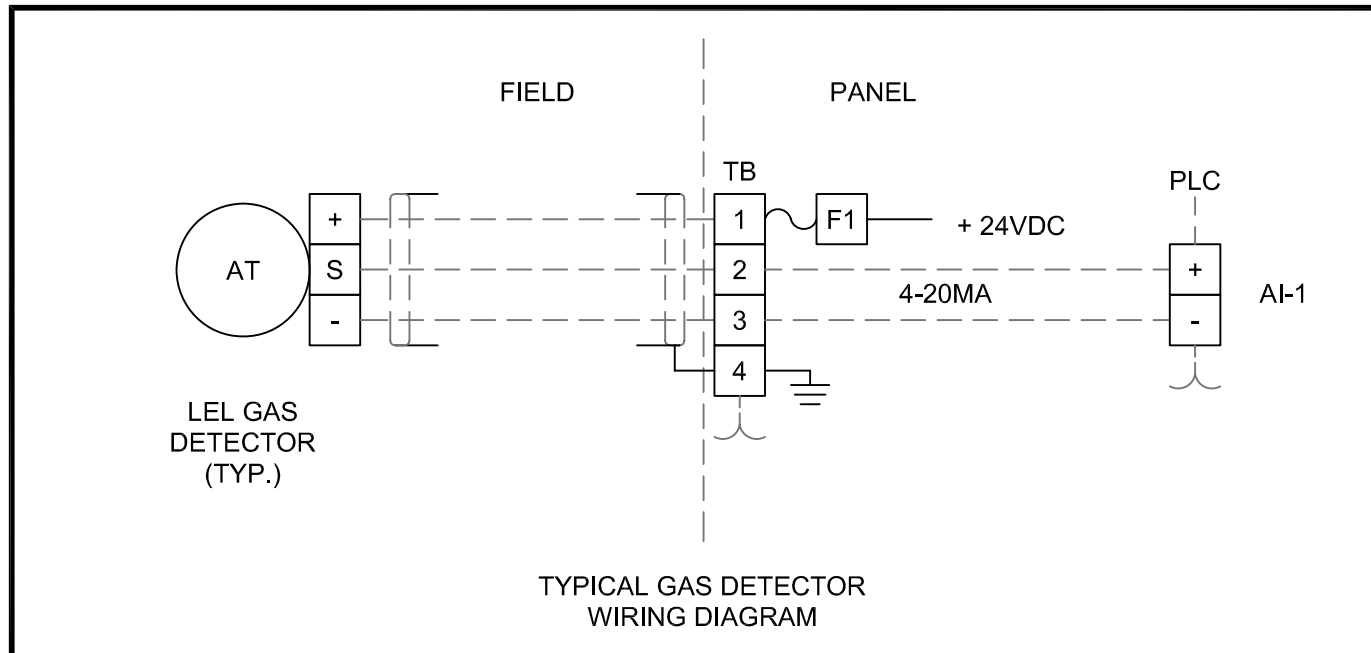 FIELD
PANEL
TB
PLC
+
1
F1
+ 24VDC
AT
S
2
+
4-20MA
AI-1
-
3
-
4
LEL GAS
DETECTOR
(TYP.)
TYPICAL GAS DETECTOR
WIRING DIAGRAM